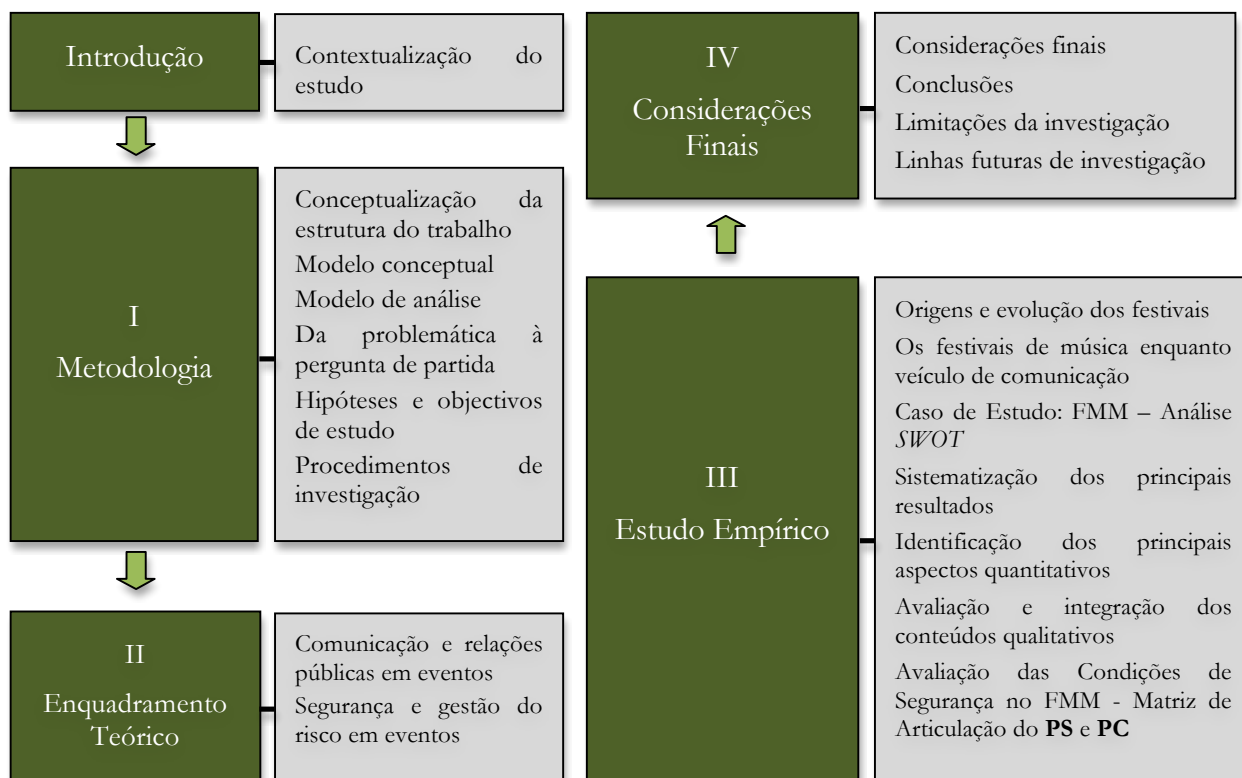 Introdução
Contextualização do
estudo
I
Metodologia
Conceptualização da
estrutura do trabalho
Modelo conceptual
Modelo de análise
Da problemática à
pergunta de partida
Hipóteses e objectivos
de estudo
Procedimentos de
investigação
II
Enquadramento
Teórico
Comunicação e relações
públicas em eventos
Segurança e gestão do
risco em eventos
III
Estudo Empírico
Origens e evolução dos festivais
Os festivais de música enquanto
veículo de comunicação
Caso de Estudo: FMM – Análise
SWOT
Sistematização dos principais
resultados
Identificação dos principais
aspectos quantitativos
Avaliação e integração dos
conteúdos qualitativos
Avaliação das Condições de
Segurança no FMM - Matriz de
Articulação do PS e PC
IV
Considerações
Finais
Considerações finais
Conclusões
Limitações da investigação
Linhas futuras de investigação